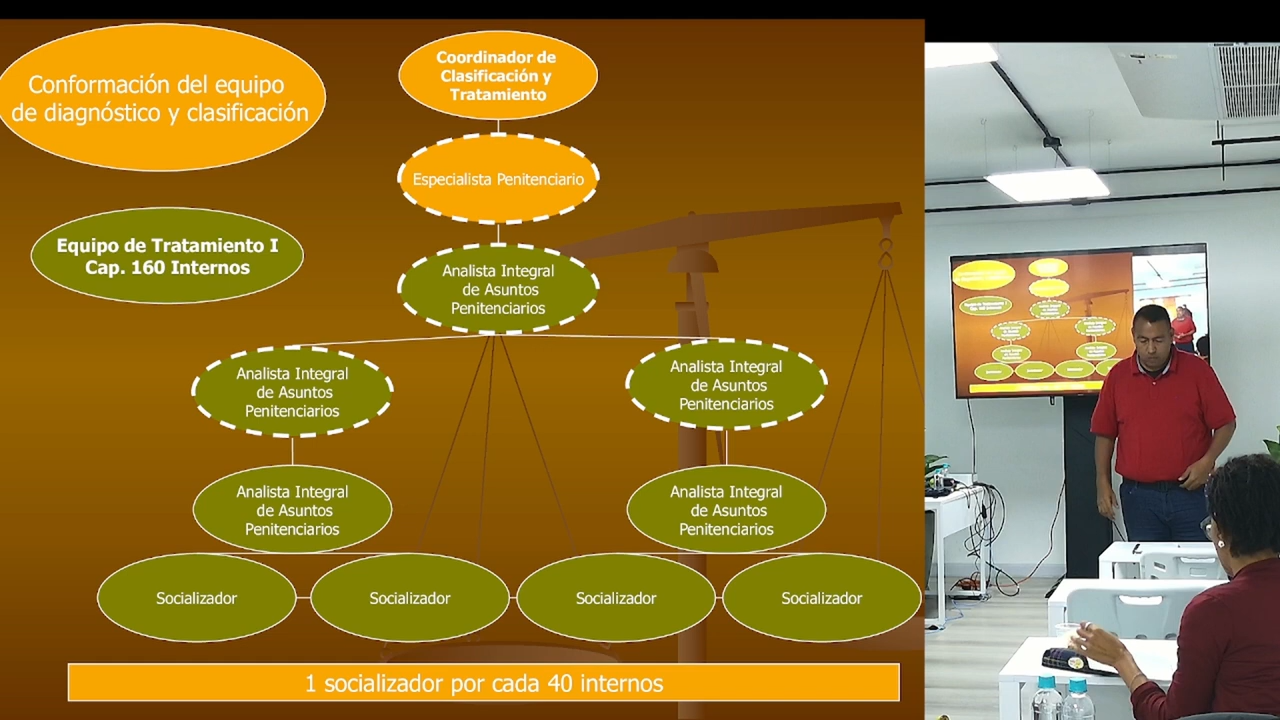 Conformación del equipo
de diagnóstico y clasificación
Coordinador de
Clasificación y
Tratamiento
Especialista Penitenciario
Equipo de Tratamiento I
Cap. 160 Internos
Analista Integral
de Asuntos
Penitenciarios
Analista Integral
de Asuntos
Penitenciarios
Analista Integral
de Asuntos
Penitenciarios
Analista Integral
de Asuntos
Penitenciarios
Analista Integral
de Asuntos
Penitenciarios
Socializador
Socializador
Socializador
Socializador
1 socializador por cada 40 internos